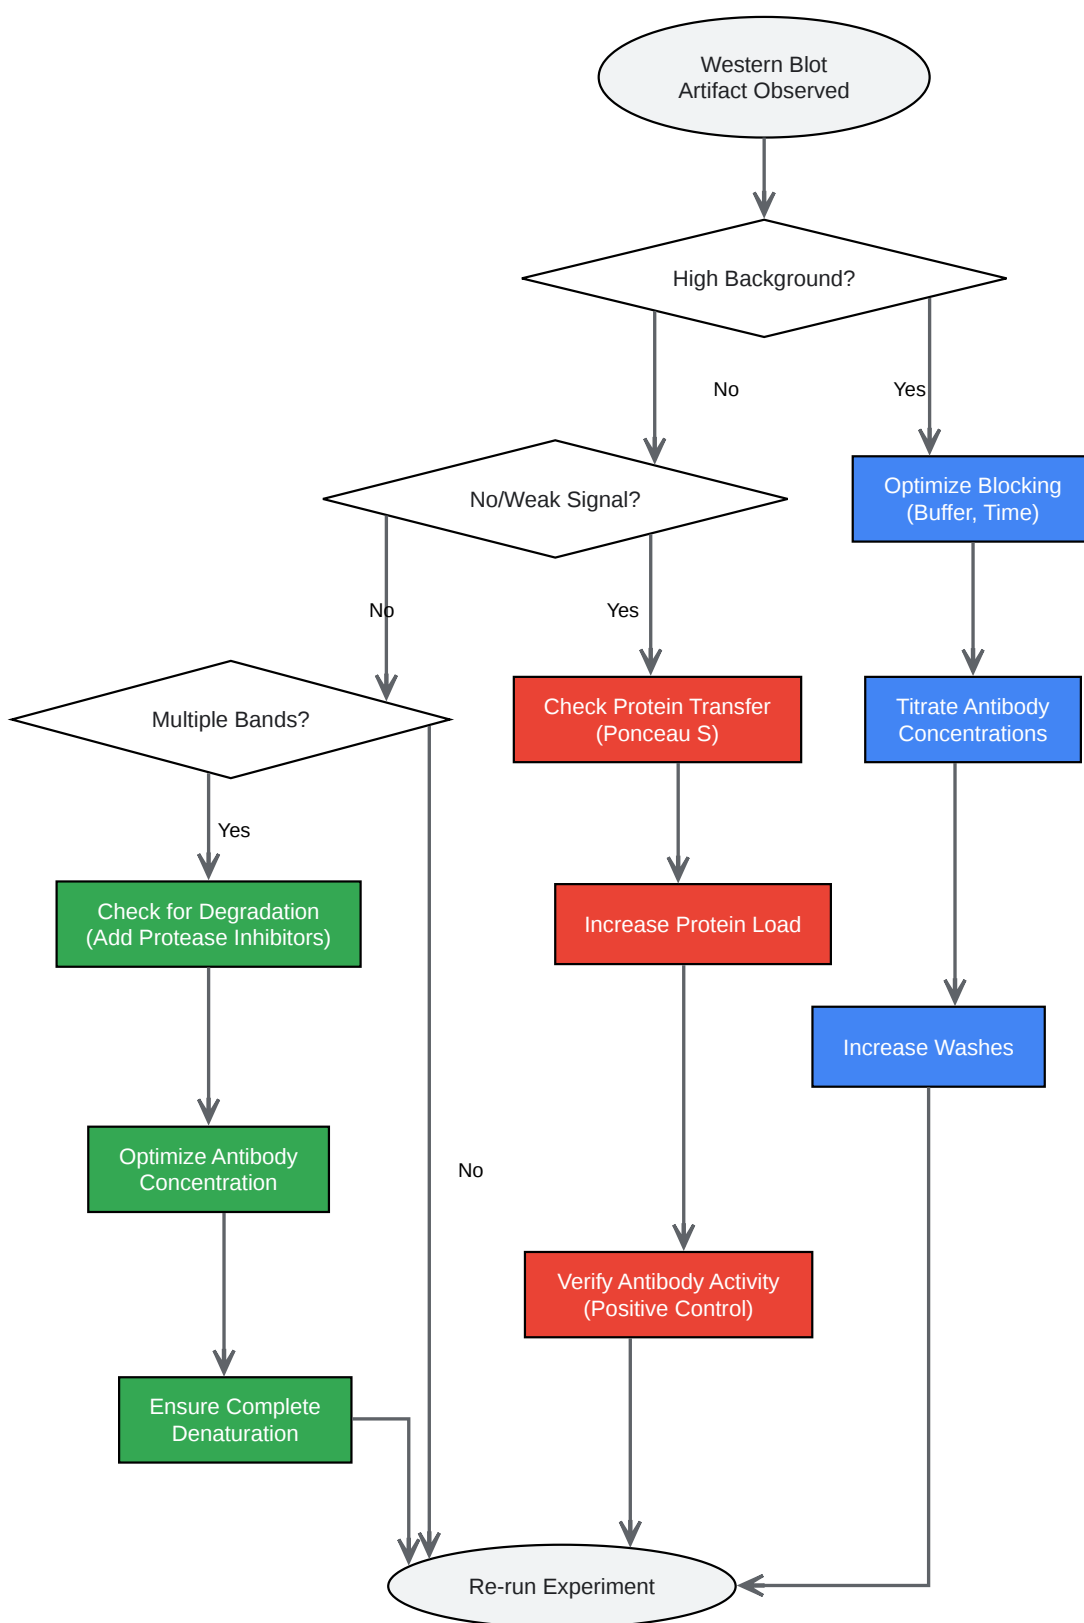 Western Blot
Artifact Observed
High Background?
No
Yes
No/Weak Signal?
Optimize Blocking
(Buffer, Time)
No
Yes
Multiple Bands?
Check Protein Transfer
(Ponceau S)
Titrate Antibody
Concentrations
Yes
Check for Degradation
(Add Protease Inhibitors)
Increase Protein Load
Increase Washes
Optimize Antibody
Concentration
No
Verify Antibody Activity
(Positive Control)
Ensure Complete
Denaturation
Re-run Experiment